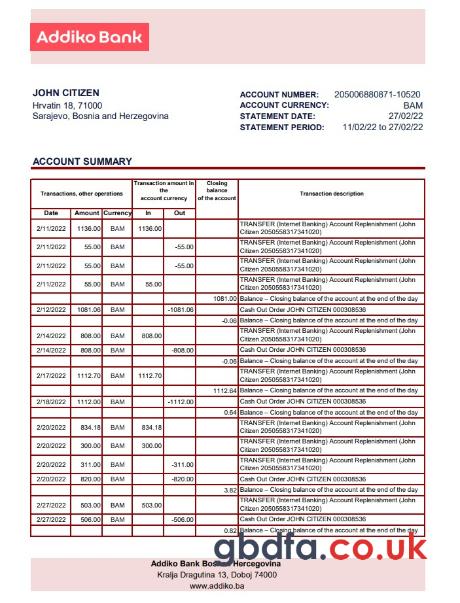 Addiko Bank
JOHN CITIZEN
Hrvatin 18, 71000
Sarajevo, Bosnia and Herzegovina
ACCOUNT NUMBER: 205006880871-10520
ACCOUNT CURRENCY: BAM
STATEMENT DATE: 27/02/22
STATEMENT PERIOD: 11/02/22 to 27/02/22
ACCOUNT SUMMARY
Transactions, other operations
Transaction amount in
the
account currency
Closing
balance
of the account
Transaction description
Date Amount Currency In Out
2/11/2022 1136.00 BAM 1136.00 TRANSFER (Internet Banking) Account Replenishment (John
Citizen 2050558317341020)
2/11/2022 55.00 BAM -55.00 TRANSFER (Internet Banking) Account Replenishment (John
Citizen 2050558317341020)
2/11/2022 55.00 BAM -55.00 TRANSFER (Internet Banking) Account Replenishment (John
Citizen 2050558317341020)
2/11/2022 55.00 BAM 55.00 TRANSFER (Internet Banking) Account Replenishment (John
Citizen 2050558317341020)
1081.00 Balance – Closing balance of the account at the end of the day
2/12/2022 1081.06 BAM -1081.06 Cash Out Order JOHN CITIZEN 000308536
-0.06 Balance – Closing balance of the account at the end of the day
2/14/2022 808.00 BAM 808.00 TRANSFER (Internet Banking) Account Replenishment (John
Citizen 2050558317341020)
2/14/2022 808.00 BAM -808.00 Cash Out Order JOHN CITIZEN 000308536
-0.06 Balance – Closing balance of the account at the end of the day
2/17/2022 1112.70 BAM 1112.70 TRANSFER (Internet Banking) Account Replenishment (John
Citizen 2050558317341020)
1112.64 Balance – Closing balance of the account at the end of the day
2/18/2022 1112.00 BAM -1112.00 Cash Out Order JOHN CITIZEN 000308536
0.64 Balance – Closing balance of the account at the end of the day
2/20/2022 834.18 BAM 834.18 TRANSFER (Internet Banking) Account Replenishment (John
Citizen 2050558317341020)
2/20/2022 300.00 BAM 300.00 TRANSFER (Internet Banking) Account Replenishment (John
Citizen 2050558317341020)
2/20/2022 311.00 BAM -311.00 TRANSFER (Internet Banking) Account Replenishment (John
Citizen 2050558317341020)
2/20/2022 820.00 BAM -820.00 Cash Out Order JOHN CITIZEN 000308536
3.82 Balance – Closing balance of the account at the end of the day
2/27/2022 503.00 BAM 503.00 TRANSFER (Internet Banking) Account Replenishment (John
Citizen 2050558317341020)
2/27/2022 506.00 BAM -506.00 Cash Out Order JOHN CITIZEN 000308536
0.82 Balance – Closing balance of the account at the end of the day
gbdfa.co.uk
Addiko Bank Bosnia Hercegovina
Kralja Dragutina 13, Doboj 74000
www.addiko.ba